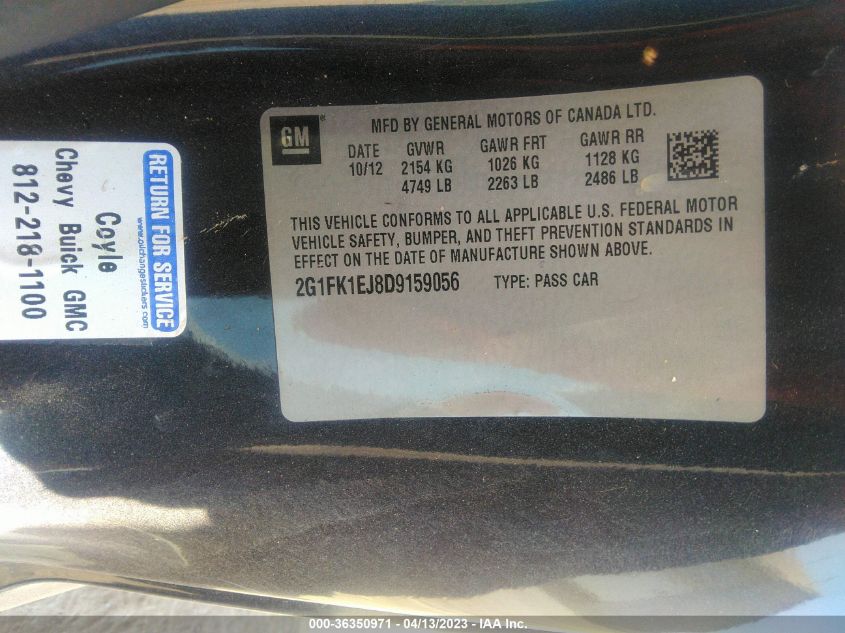 GM
MFD BY GENERAL MOTORS OF CANADA LTD.
DATE GVWR GAWR FRT GAWR RR
10/12 2154 KG 1026 KG 1128 KG
4749 LB 2263 LB 2486 LB
THIS VEHICLE CONFORMS TO ALL APPLICABLE U.S. FEDERAL MOTOR
VEHICLE SAFETY, BUMPER, AND THEFT PREVENTION STANDARDS IN
EFFECT ON THE DATE OF MANUFACTURE SHOWN ABOVE.
2G1FK1EJ8D9159056 TYPE: PASS CAR
RETURN FOR SERVICE
www.oilchangestickers.com
Coyle
Chevy Buick GMC
812-218-1100
000-36350971 - 04/13/2023 - IAA Inc.